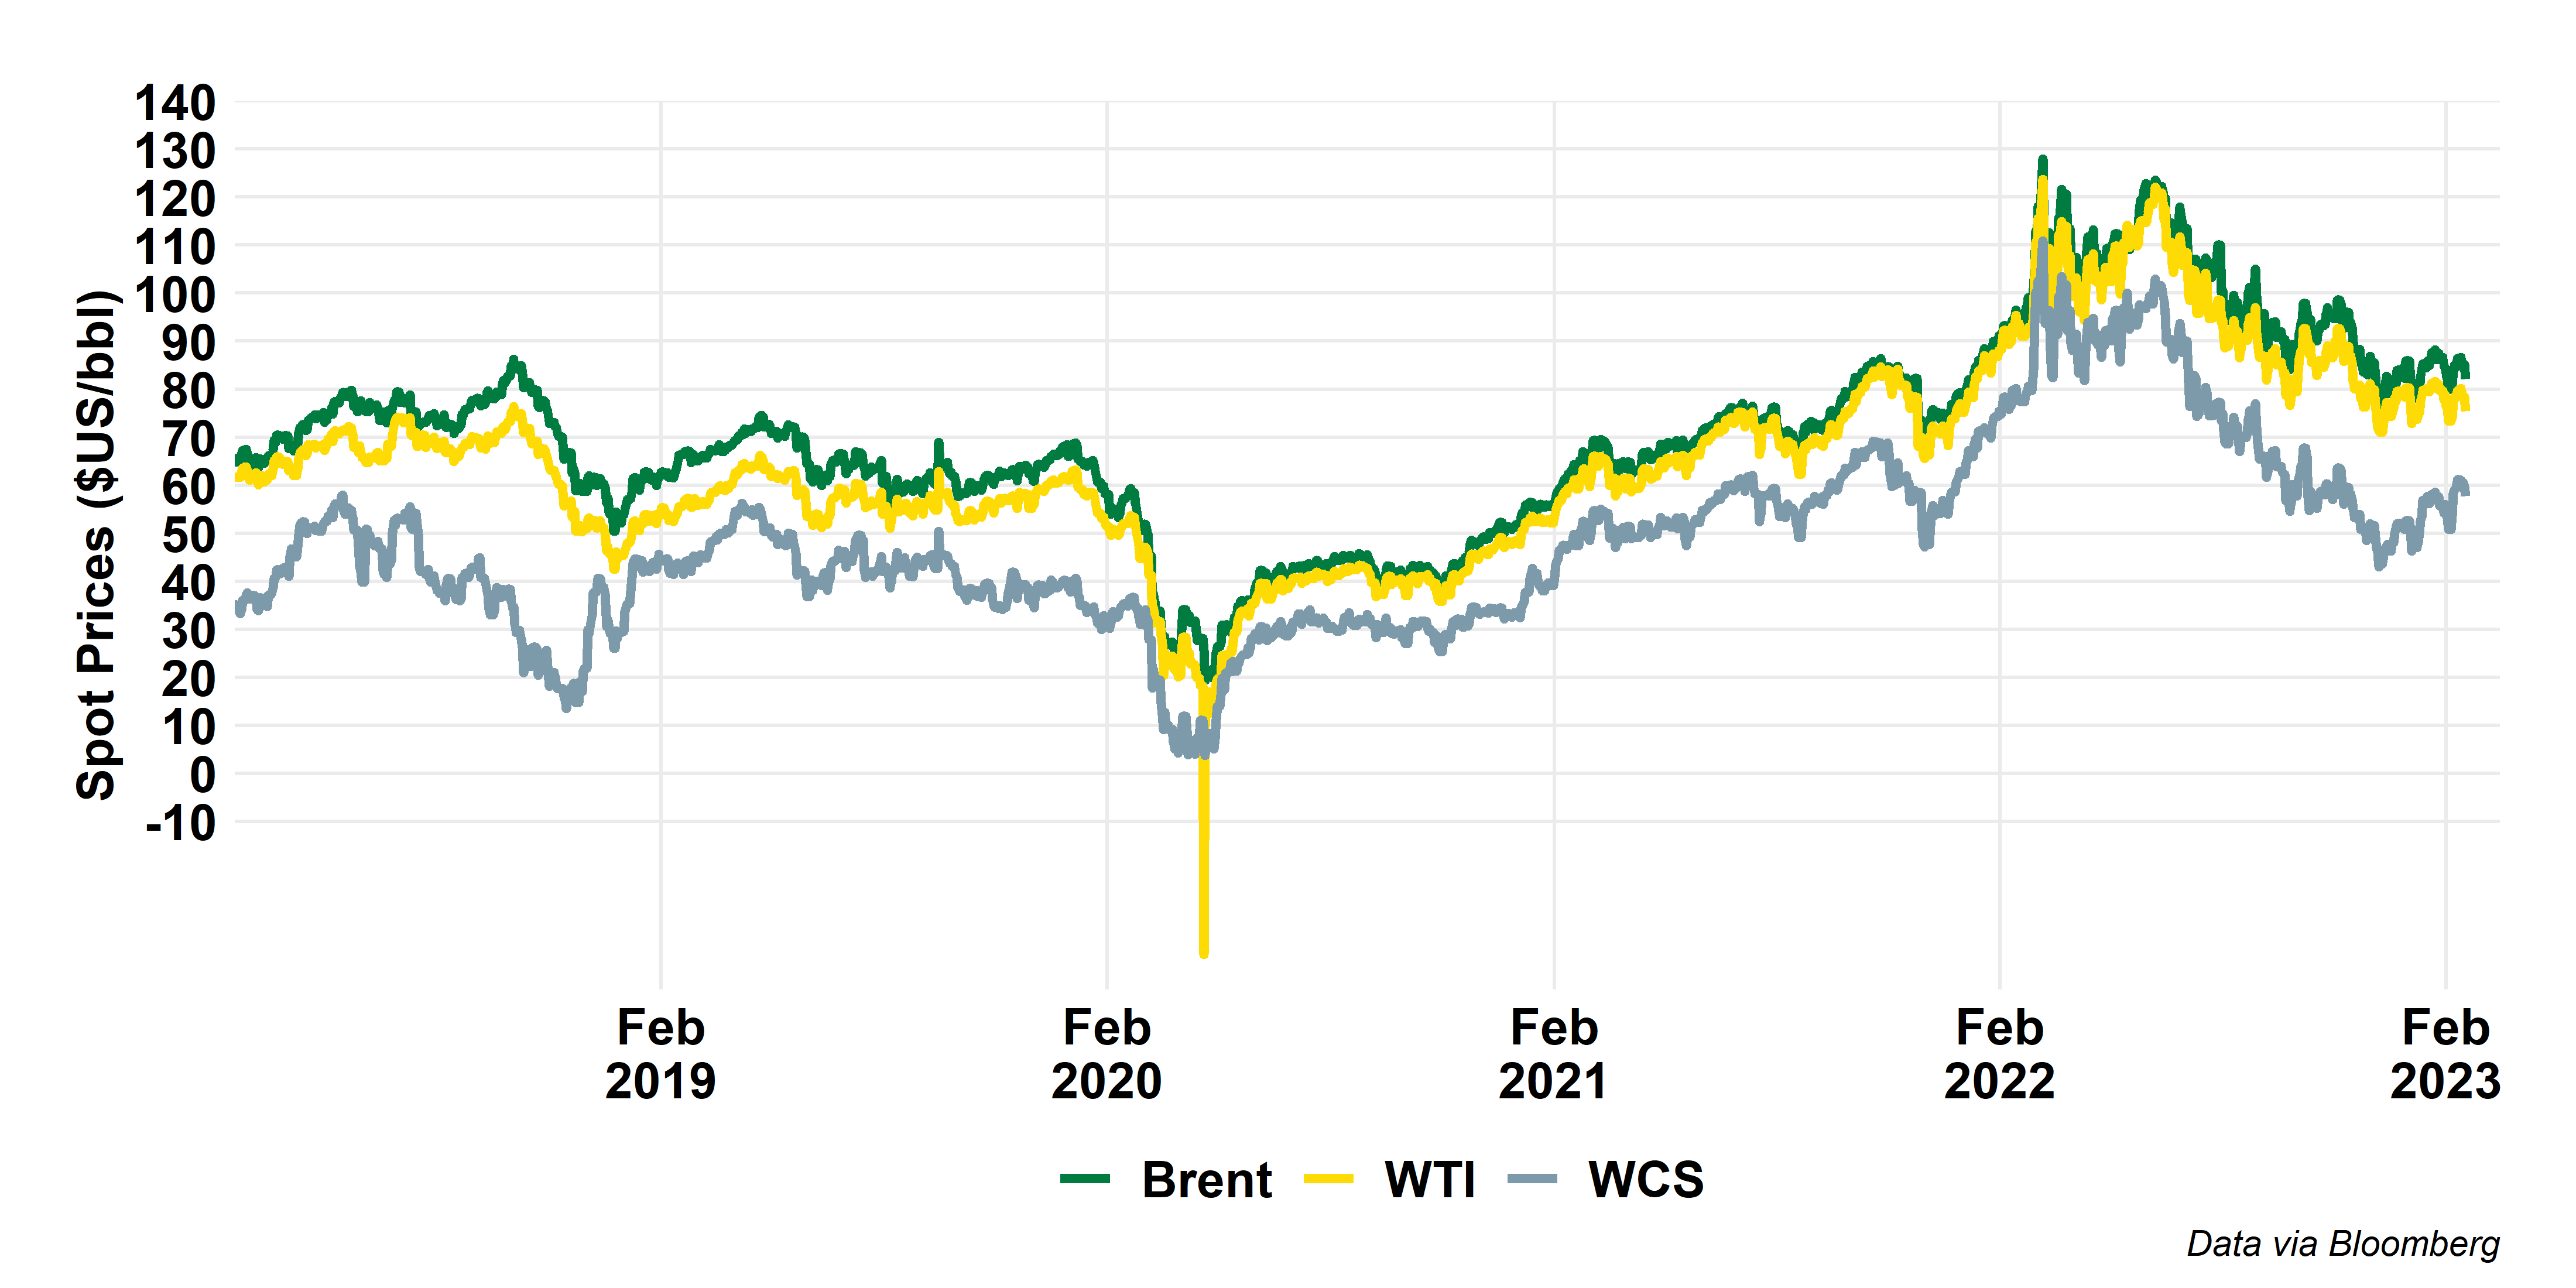 140
130
120
110
100
90
80
70
60
50
40
30
20
10
0
-10
Spot Prices ($US/bbl)
Feb
2019
Feb
2020
Feb
2021
Feb
2022
Feb
2023
Brent WTI WCS
Data via Bloomberg